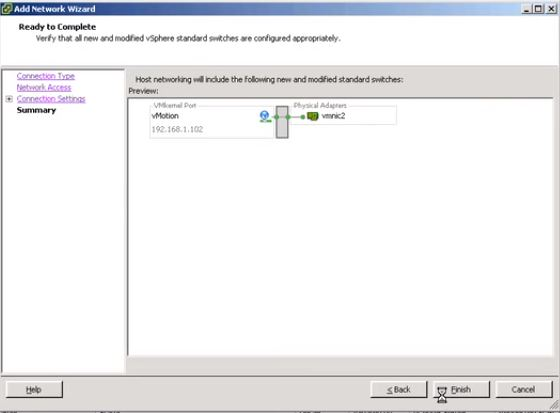 Add Network Wizard
Ready to Complete
Verify that all new and modified vSphere standard switches are configured appropriately.
Connection Type
Network Access
Connection Settings
Summary
Host networking will include the following new and modified standard switches:
Preview:
VMkernel Port
Physical Adapters
vMotion
vmnic2
192.168.1.102
Help
< Back
Finish
Cancel